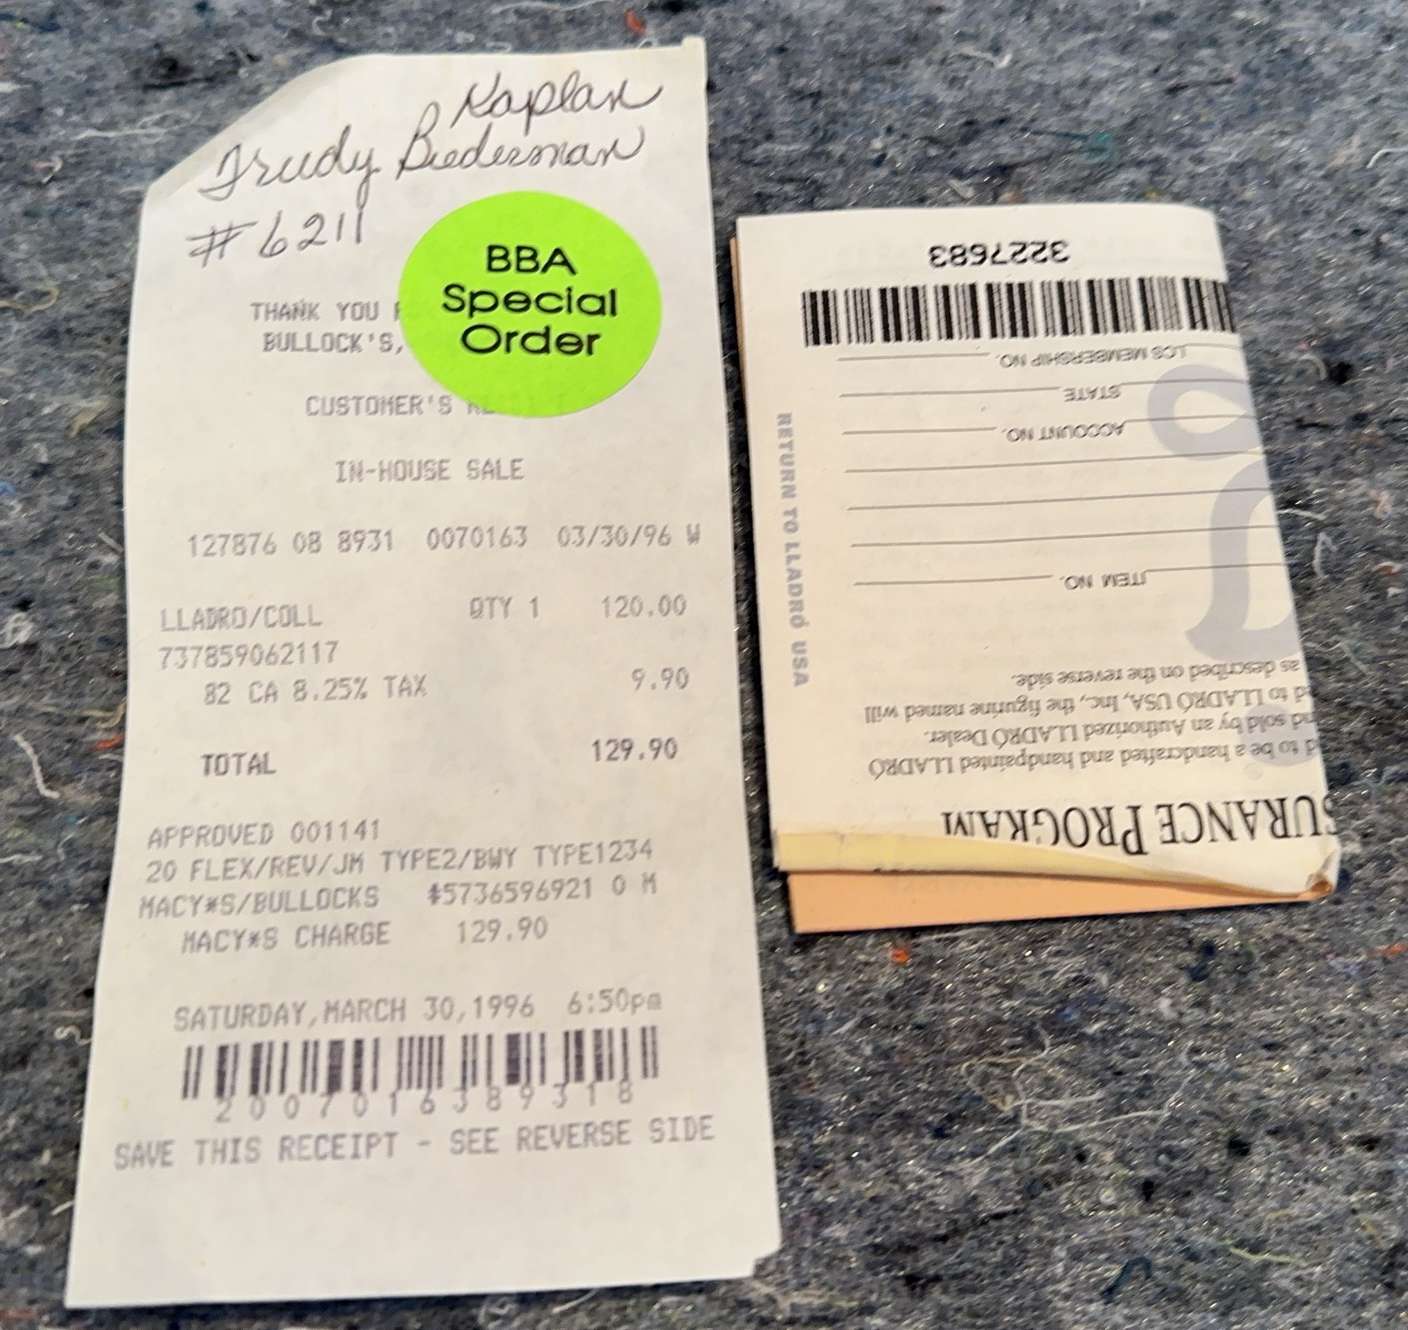 Kaplan
Trudy Biederman
#6211
BBA
Special
Order
THANK YOU
BULLOCK'S,
CUSTOMER'S
IN-HOUSE SALE
127876 08 8931 0070163 03/30/96 W
LLADRO/COLL QTY 1 120.00
737859062117
82 CA 8.25% TAX 9.90
TOTAL 129.90
APPROVED 001141
20 FLEX/REV/JM TYPE2/BWY TYPE1234
MACY*S/BULLOCKS #5736596921 0 M
MACY*S CHARGE 129.90
SATURDAY, MARCH 30,1996 6:50pm
2007016389318
SAVE THIS RECEIPT - SEE REVERSE SIDE
SURANCE PROGRAM
d to be a handcrafted and handpainted LLADRÓ
nd sold by an Authorized LLADRÓ Dealer.
d to LLADRÓ USA, Inc., the figurine named will
as described on the reverse side.
ITEM NO.
ACCOUNT NO.
STATE
LCS MEMBERSHIP NO.
3227683
RETURN TO LLADRÓ USA